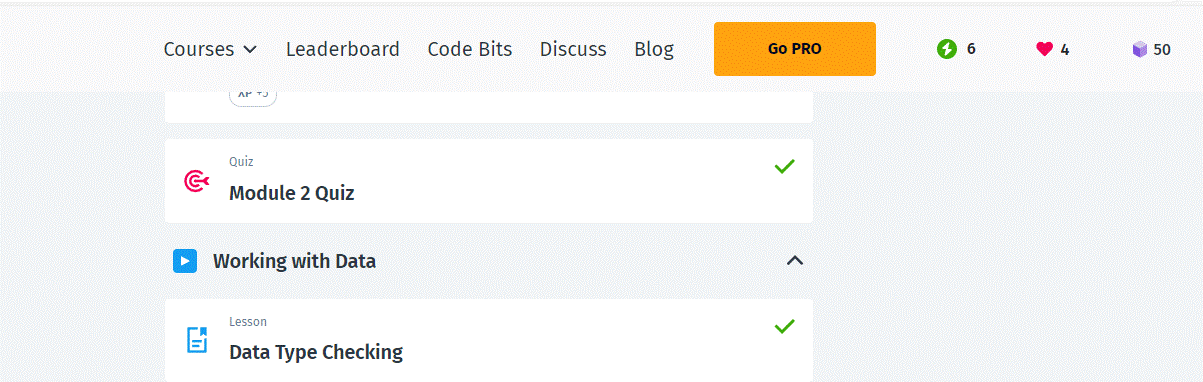 Courses Leaderboard Code Bits Discuss Blog Go PRO 6 4 50
XP +5
Quiz
Module 2 Quiz
Working with Data
Lesson
Data Type Checking